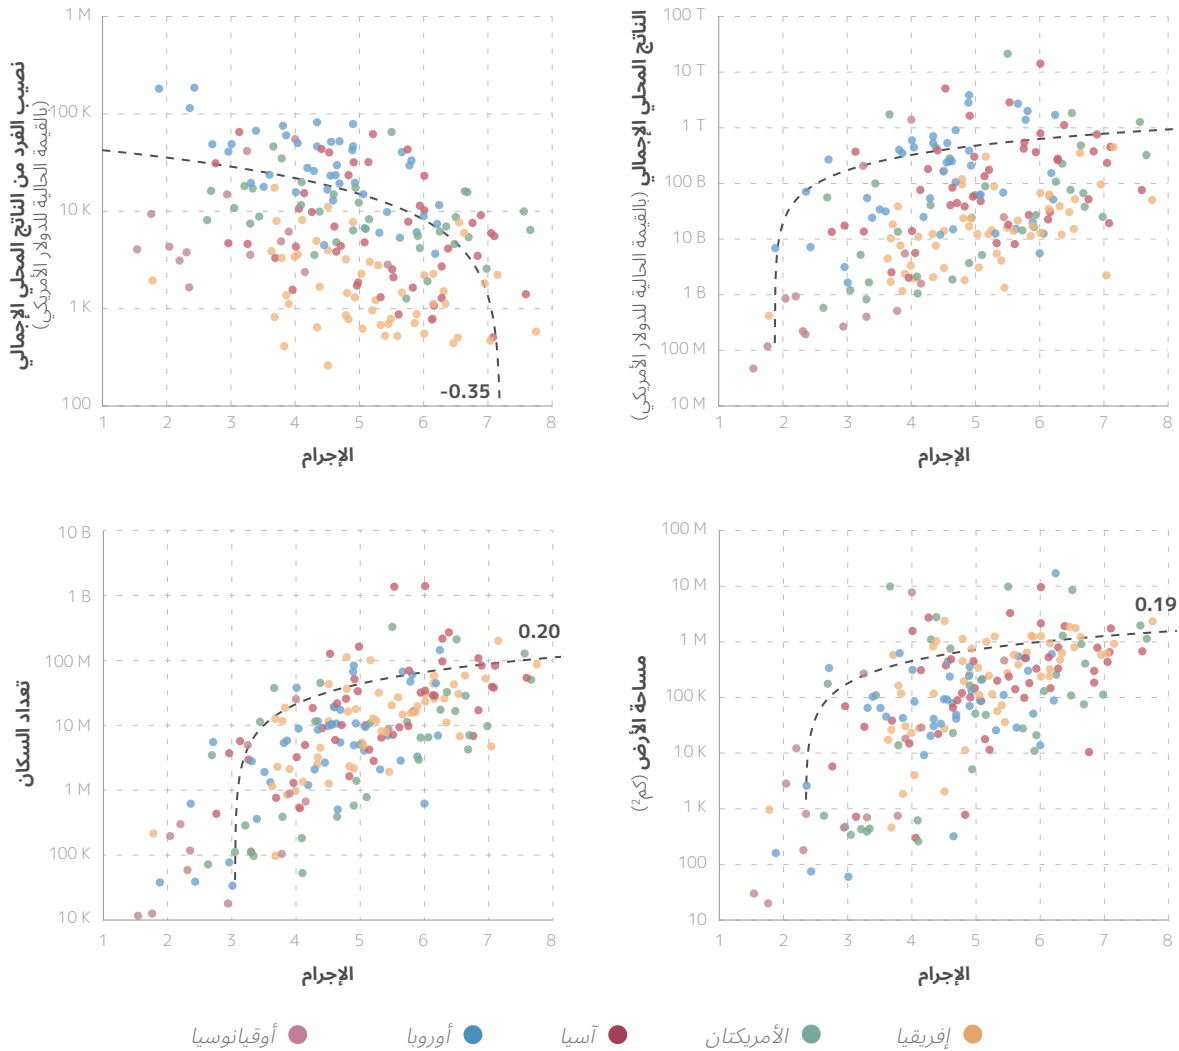 نصيب الفرد من الناتج المحلي الإجمالي
(بالقيمة الحالية للدولار الأمريكي)
1 M
100 K
10 K
1 K
100
-0.35
1 2 3 4 5 6 7 8
الإجرام
الناتج المحلي الإجمالي (بالقيمة الحالية للدولار الأمريكي)
100 T
10 T
1 T
100 B
10 B
1 B
100 M
10 M
1 2 3 4 5 6 7 8
الإجرام
تعداد السكان
10 B
1 B
100 M
10 M
1 M
100 K
10 K
0.20
1 2 3 4 5 6 7 8
الإجرام
مساحة الأرض (كم²)
100 M
10 M
1 M
100 K
10 K
1 K
100
10
0.19
1 2 3 4 5 6 7 8
الإجرام
إفريقيا الأمريكتان آسيا أوروبا أوقيانوسيا